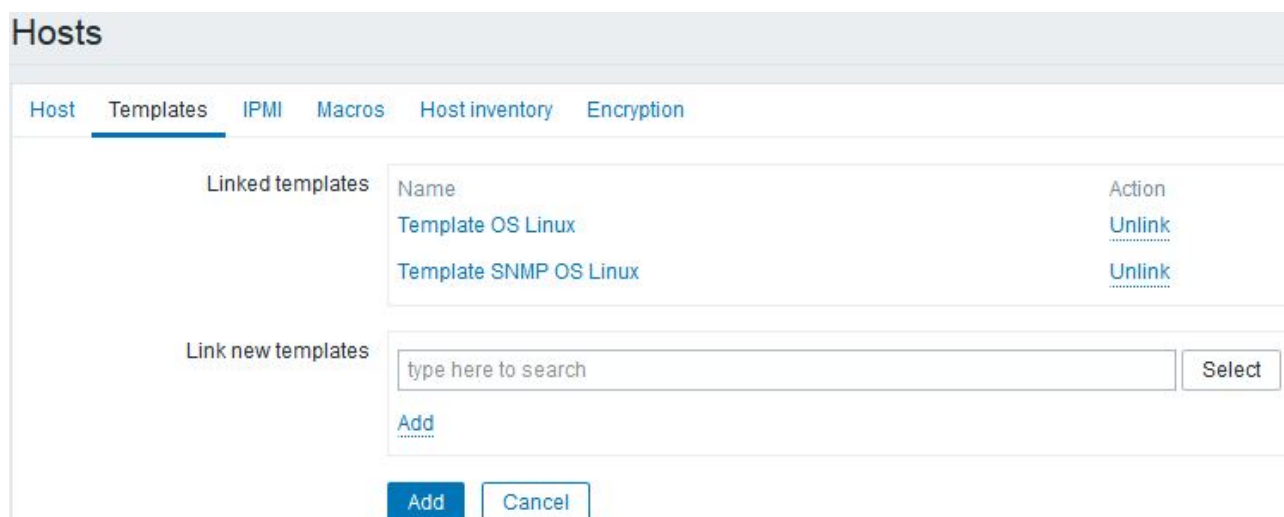 Hosts
Host Templates IPMI Macros Host inventory Encryption
Linked templates Name Action
Template OS Linux Unlink
Template SNMP OS Linux Unlink
Link new templates
type here to search Select
Add
Add Cancel